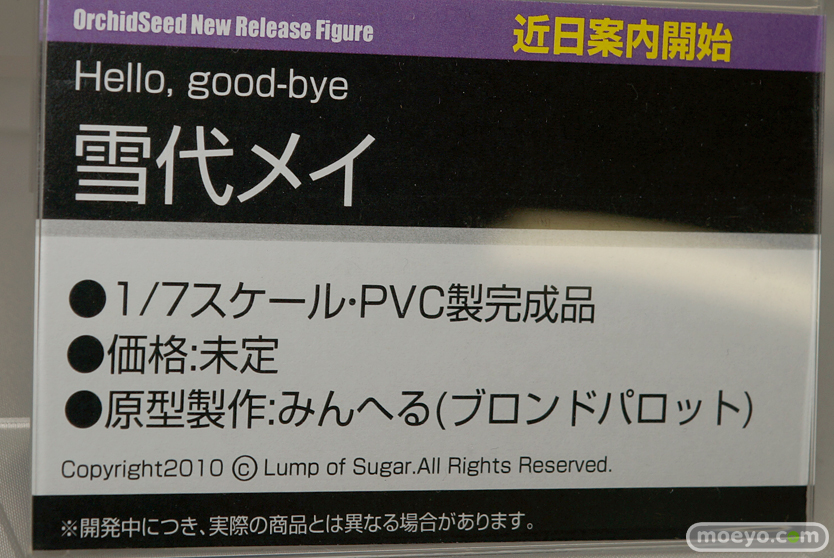 OrchidSeed New Release Figure 近日案内開始
Hello, good-bye
雪代メイ
●1/7スケール・PVC製完成品
●価格:未定
●原型製作:みんへる(ブロンドパロット)
Copyright2010 ©Lump of Sugar.All Rights Reserved.
※開発中につき、実際の商品とは異なる場合があります。
moeyo.com